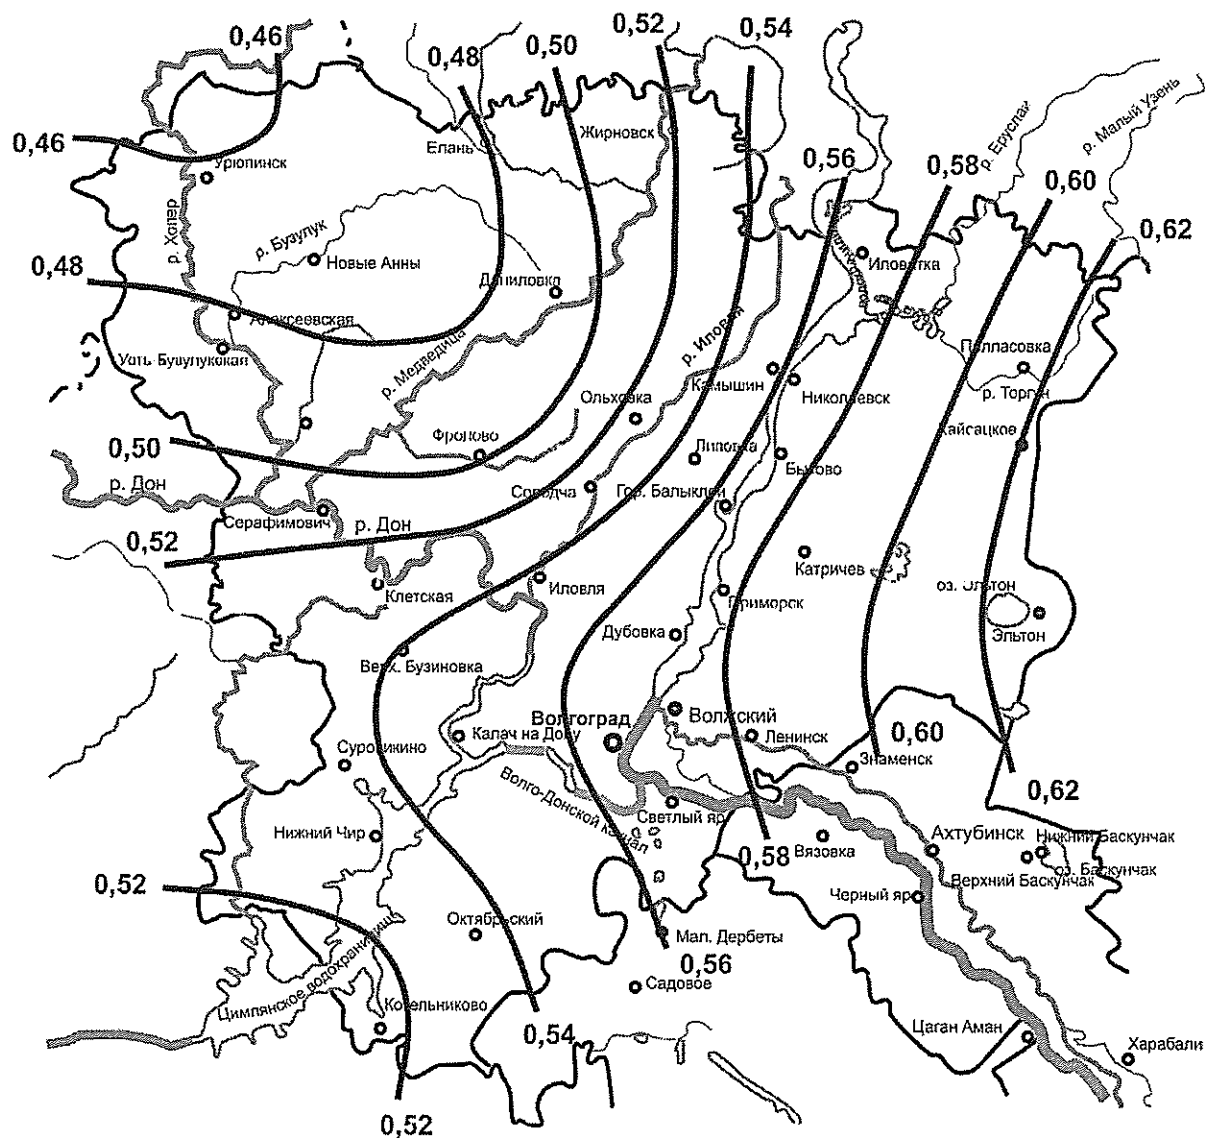 0,46
0,48
0,50
0,52
0,54
0,46
Урюпинск
Елань
Жирновск
0,56
0,58
р. Еруслан
0,60
р. Малый Узень
0,62
р. Хопер
р. Бузулук
Новые Анны
0,48
Даниловка
Иловатка
Алексеевская
р. Медведица
р. Иловля
Палласовка
Камышин
Николаевск
р. Торгун
Ольховка
Кайсацкое
0,50
Фролово
Липовка
Быково
р. Дон
Гор. Балыклей
Серафимович
р. Дон
0,52
Катричев
Клетская
Иловля
Приморск
оз. Эльтон
Эльтон
Дубовка
Верх. Бузиновка
Волгоград
Волжский
Калач на Дону
Ленинск
0,60
Суровикино
Знаменск
0,62
Волго-Донской канал
Светлый яр
Нижний Чир
0,58
Вязовка
Ахтубинск
Нижний Баскунчак
оз. Баскунчак
Верхний Баскунчак
0,52
Черный яр
Октябрьский
Мал. Дербеты
0,56
Садовое
Цимлянское водохранилище
Котельниково
0,54
Цаган Аман
Харабали
0,52